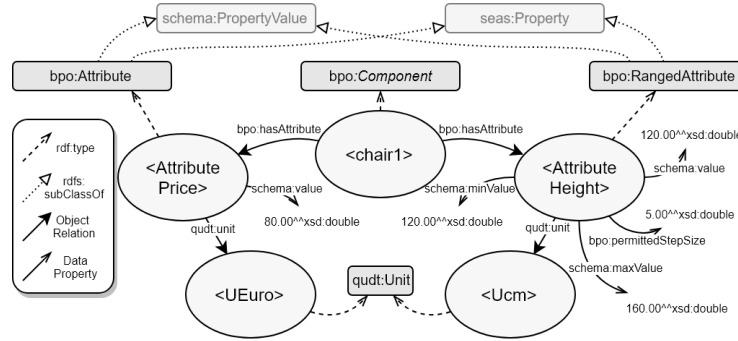 schema:PropertyValue
seas:Property
bpo:Attribute
bpo:Component
bpo:RangedAttribute
rdf:type
rdfs:
subClassOf
Object
Relation
Data
Property
bpo:hasAttribute
bpo:hasAttribute
<Attribute
Price>
<chair1>
<Attribute
Height>
120.00^^xsd:double
schema:value
schema:value
schema:minValue
80.00^^xsd:double
120.00^^xsd:double
5.00^^xsd:double
qudt:unit
qudt:unit
bpo:permittedStepSize
schema:maxValue
<UEuro>
qudt:Unit
<Ucm>
160.00^^xsd:double